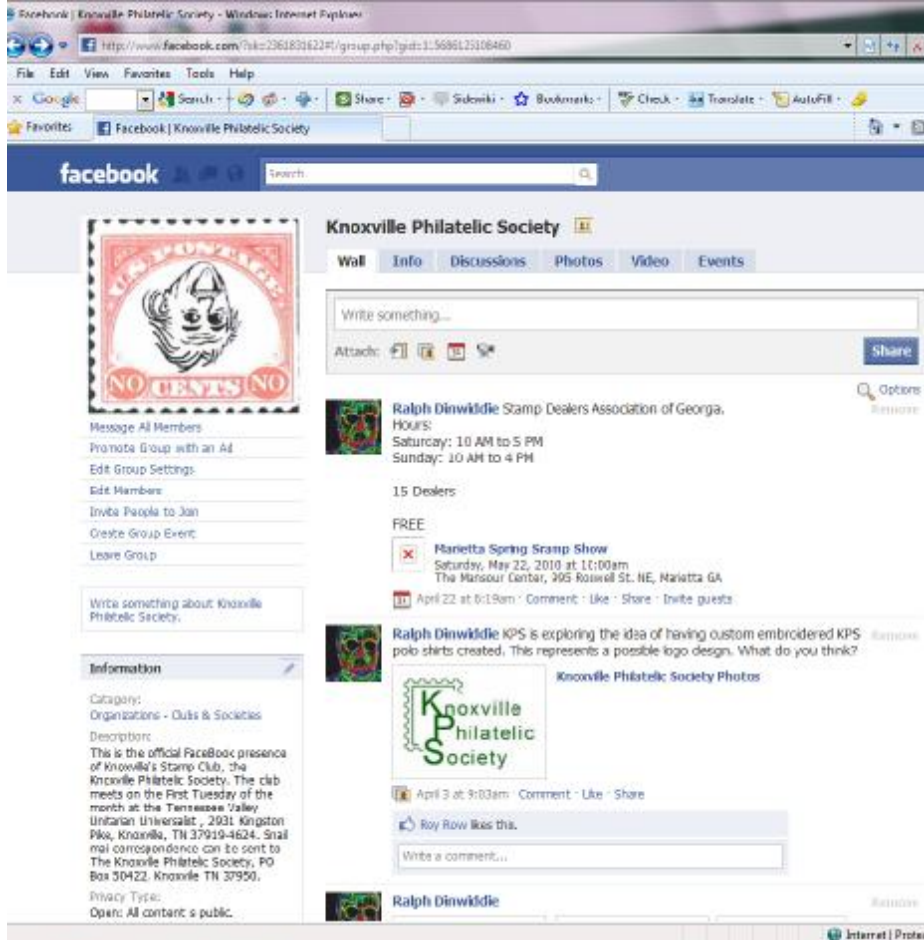 Facebook | Knoxville Philatelic Society - Windows Internet Explorer
File Edit View Favorites Tools Help
Google Search Share Sidewiki Bookmarks Check Translate AutoFill
Favorites Facebook | Knoxville Philatelic Society
facebook Search
U.S. POSTAGE
NO CENTS NO
Message All Members
Promote Group with an Ad
Edit Group Settings
Edit Members
Invite People to Join
Create Group Event
Leave Group
Write something about Knoxville
Philatelic Society.
Information
Category:
Organizations - Clubs & Societies
Description:
This is the official FaceBook presence
of Knoxville's Stamp Club, the
Knoxville Philatelic Society. The club
meets on the First Tuesday of the
month at the Tennessee Valley
Unitarian Universalist , 2931 Kingston
Pike, Knoxville, TN 37919-4624. Snail
mail correspondence can be sent to
The Knoxville Philatelic Society, PO
Box 50422, Knoxville TN 37950.
Privacy Type:
Open: All content is public.
Knoxville Philatelic Society
Wall Info Discussions Photos Video Events
Write something...
Attach:
Share
Options
Ralph Dinwiddie Stamp Dealers Association of Georga. Remove
Hours:
Saturday: 10 AM to 5 PM
Sunday: 10 AM to 4 PM
15 Dealers
FREE
Marietta Spring Sramp Show
Saturday, May 22, 2010 at 10:00am
The Mansour Center, 995 Roswell St. NE, Marietta GA
April 22 at 6:19am · Comment · Like · Share · Invite guests
Ralph Dinwiddie KPS is exploring the idea of having custom embroidered KPS Remove
polo shirts created. This represents a possible logo design. What do you think?
Knoxville Philatelic Society Photos
Knoxville
Philatelic
Society
April 3 at 9:03am · Comment · Like · Share
Roy Row likes this.
Write a comment...
Ralph Dinwiddie Remove
Internet | Prote